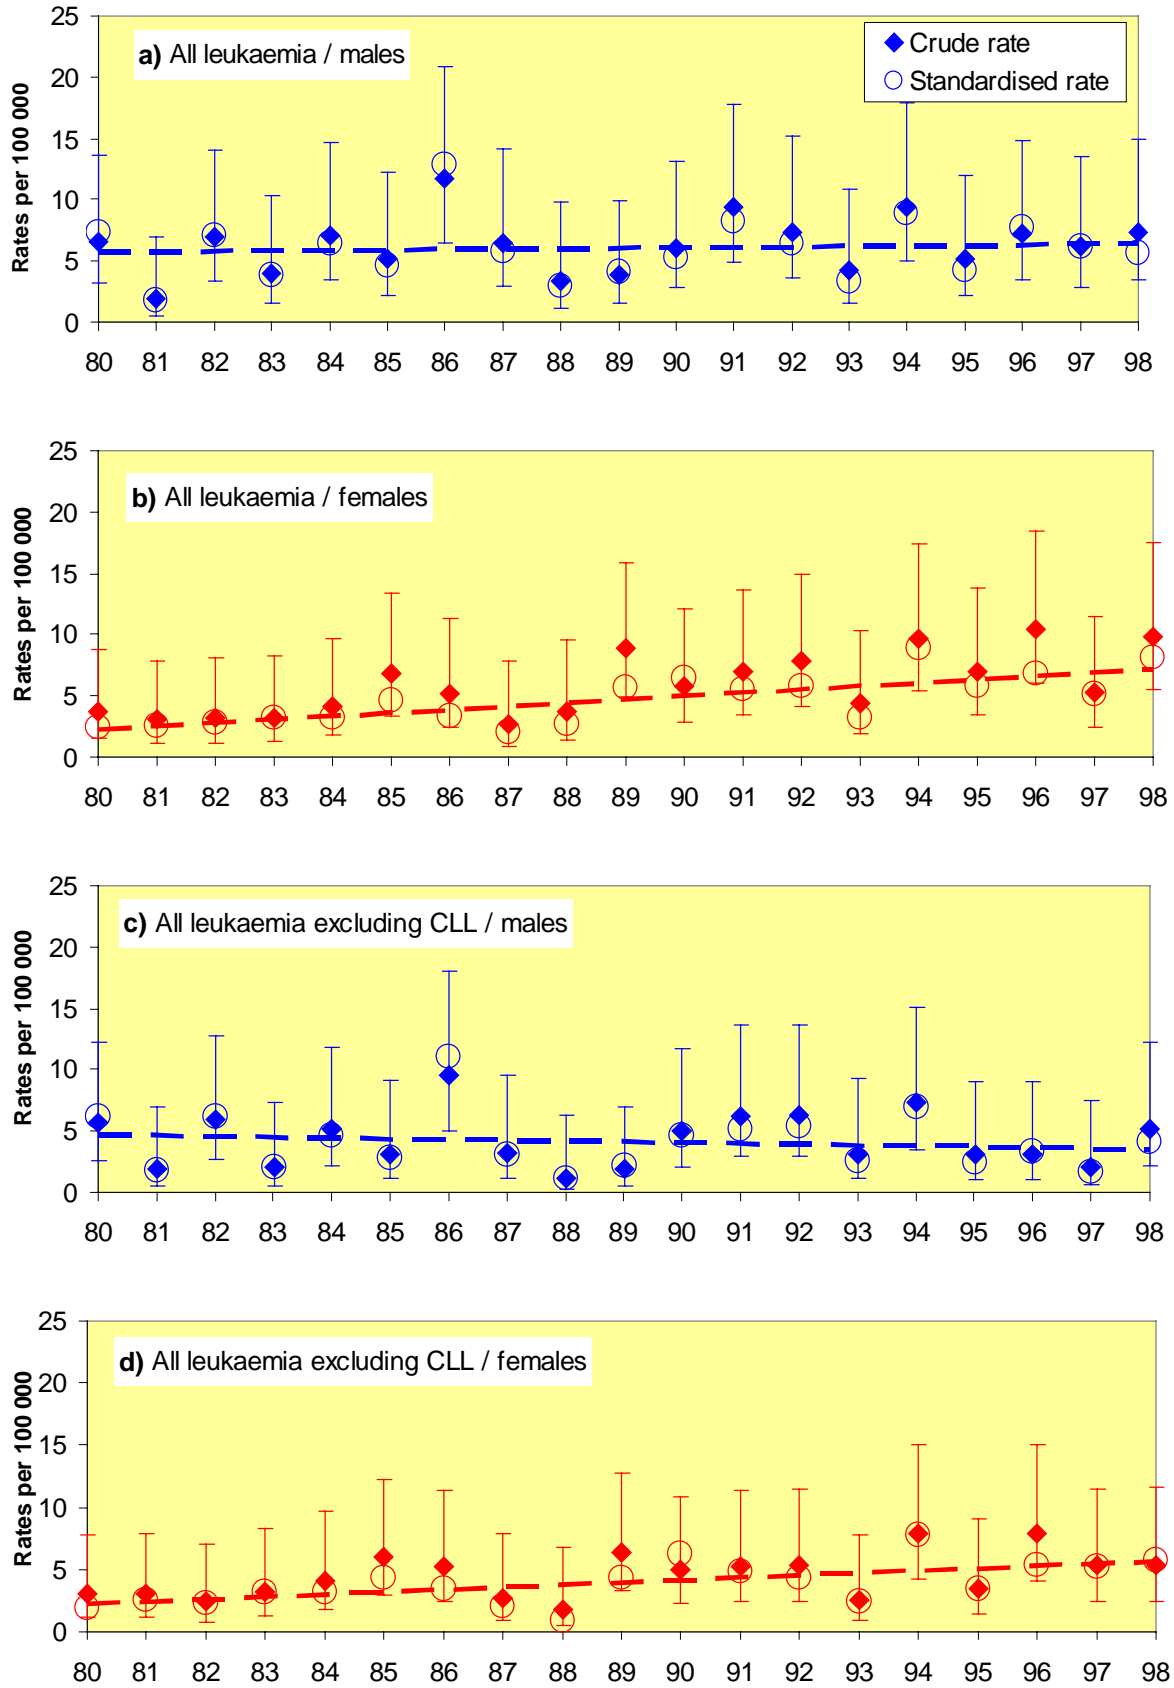 25
20
15
10
5
0
Rates per 100 000
a) All leukaemia / males
Crude rate
Standardised rate
80 81 82 83 84 85 86 87 88 89 90 91 92 93 94 95 96 97 98
25
20
15
10
5
0
Rates per 100 000
b) All leukaemia / females
80 81 82 83 84 85 86 87 88 89 90 91 92 93 94 95 96 97 98
25
20
15
10
5
0
Rates per 100 000
c) All leukaemia excluding CLL / males
80 81 82 83 84 85 86 87 88 89 90 91 92 93 94 95 96 97 98
25
20
15
10
5
0
Rates per 100 000
d) All leukaemia excluding CLL / females
80 81 82 83 84 85 86 87 88 89 90 91 92 93 94 95 96 97 98